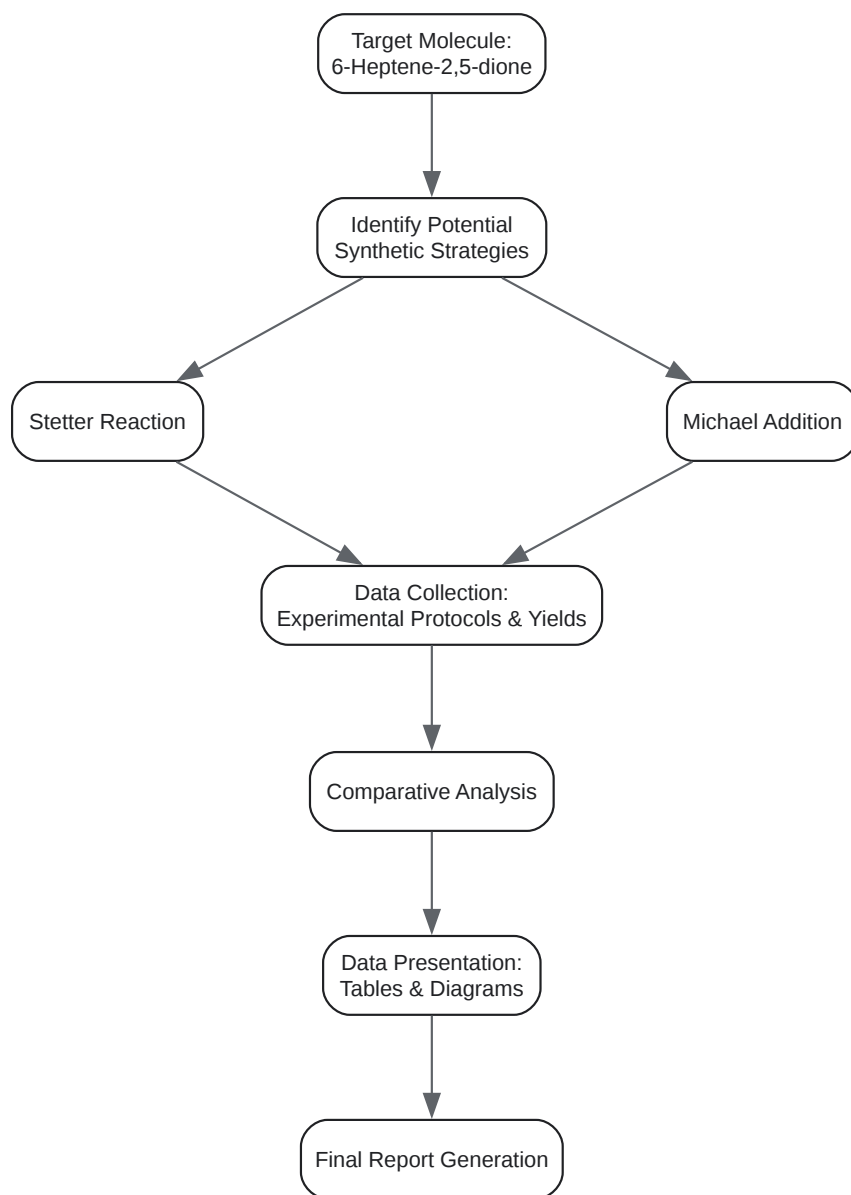 Target Molecule:
6-Heptene-2,5-dione
Identify Potential
Synthetic Strategies
Stetter Reaction
Michael Addition
Data Collection:
Experimental Protocols & Yields
Comparative Analysis
Data Presentation:
Tables & Diagrams
Final Report Generation